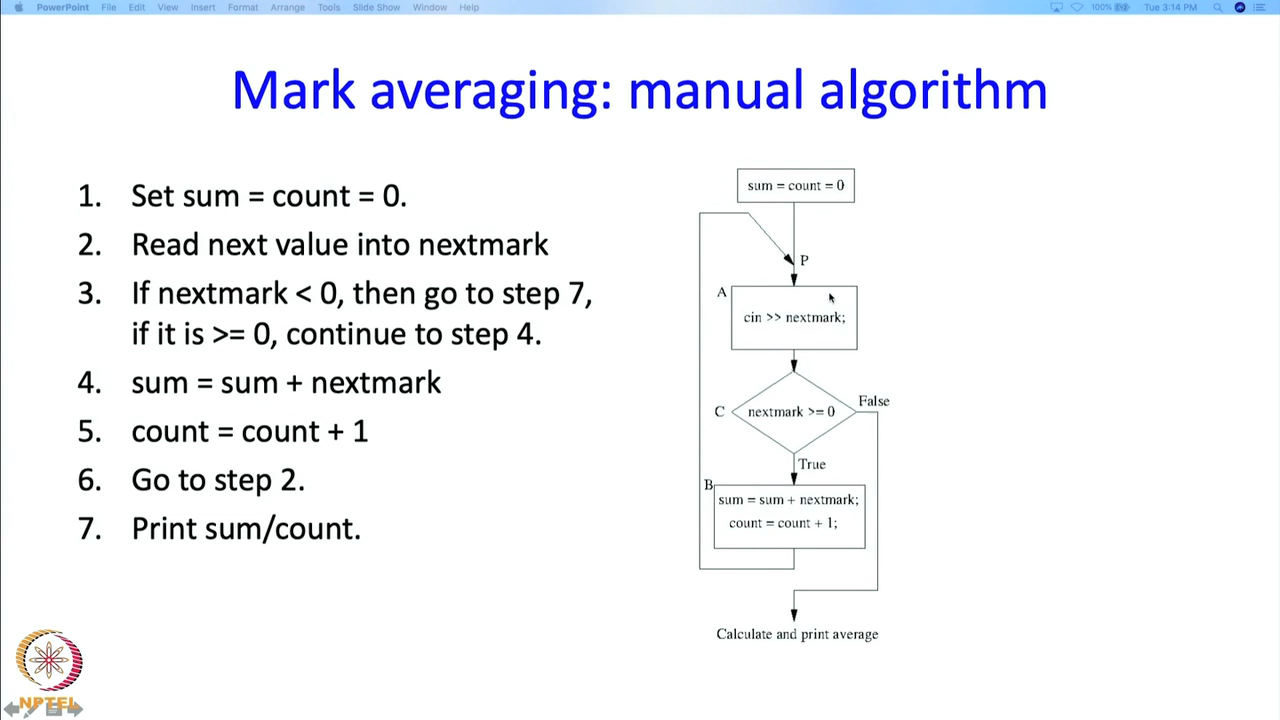 PowerPoint File Edit View Insert Format Arrange Tools Slide Show Window Help 100% Tue 3:14 PM
Mark averaging: manual algorithm
1. Set sum = count = 0.
2. Read next value into nextmark
3. If nextmark < 0, then go to step 7,
if it is >= 0, continue to step 4.
4. sum = sum + nextmark
5. count = count + 1
6. Go to step 2.
7. Print sum/count.
sum = count = 0
P
A
cin >> nextmark;
C
nextmark >= 0
False
True
B
sum = sum + nextmark;
count = count + 1;
Calculate and print average
NPTEL